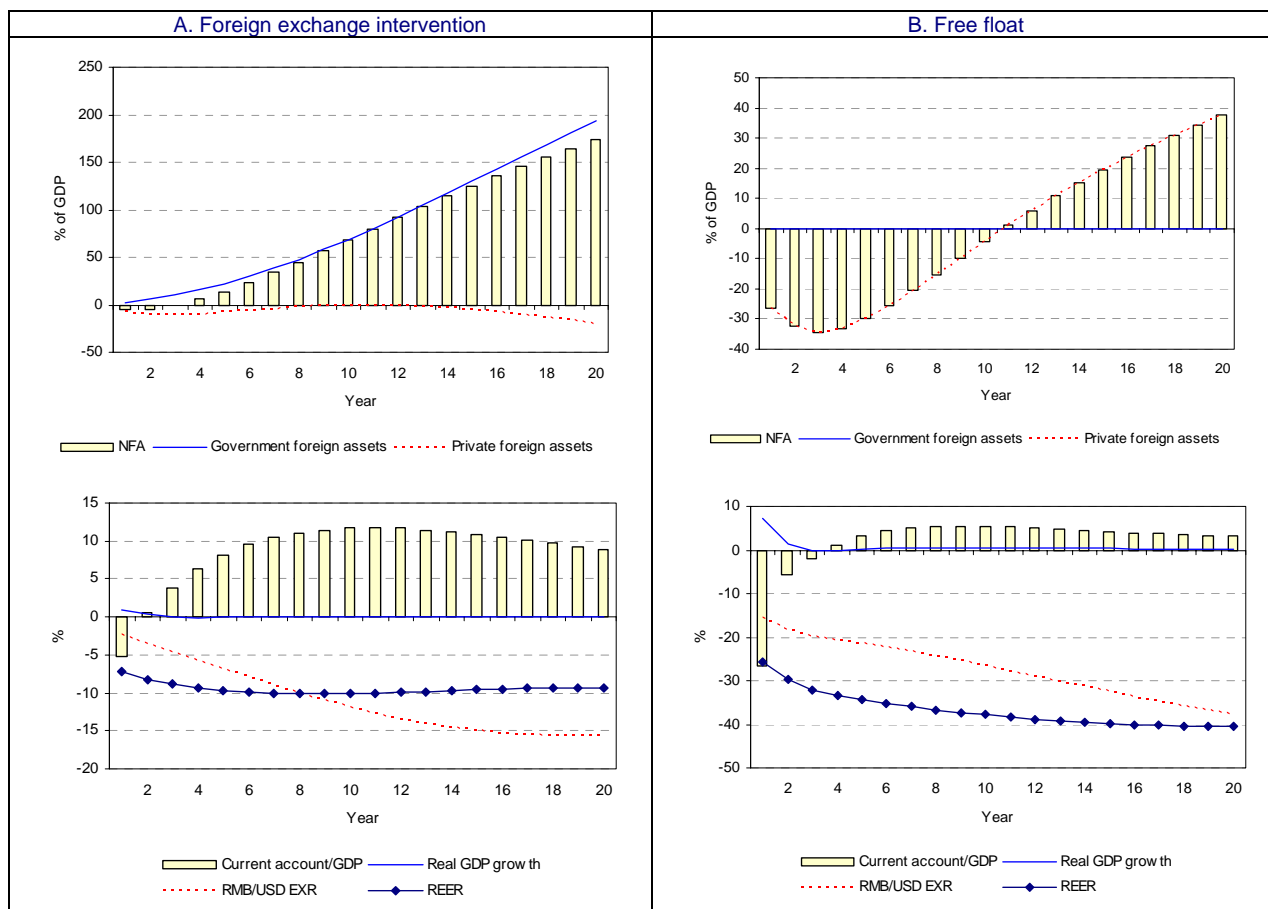 A. Foreign exchange intervention
B. Free float
250
200
150
100
50
0
-50
% of GDP
2 4 6 8 10 12 14 16 18 20
Year
NFA Government foreign assets Private foreign assets
50
40
30
20
10
0
-10
-20
-30
-40
% of GDP
2 4 6 8 10 12 14 16 18 20
Year
NFA Government foreign assets Private foreign assets
15
10
5
0
-5
-10
-15
-20
%
2 4 6 8 10 12 14 16 18 20
Year
Current account/GDP Real GDP growth
RMB/USD EXR REER
10
0
-10
-20
-30
-40
-50
%
2 4 6 8 10 12 14 16 18 20
Year
Current account/GDP Real GDP growth
RMB/USD EXR REER